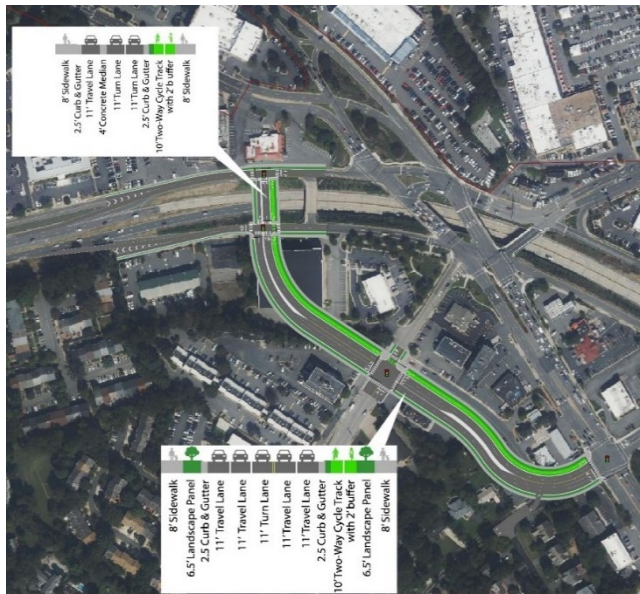 8' Sidewalk
2.5' Curb & Gutter
11' Travel Lane
4' Concrete Median
11' Turn Lane
11' Turn Lane
2.5' Curb & Gutter
10' Two-Way Cycle Track
with 2' b uffer
8' Sidewalk
8' Sidewalk
6.5' Landscape Panel
2.5 Curb & Gutter
11' Travel Lane
11' Travel Lane
11' Turn Lane
11' Travel Lane
11' Travel Lane
2.5 Curb & Gutter
10' Two-Way Cycle Track
with 2' buffer
6.5' Landscape Panel
8' Sidewalk